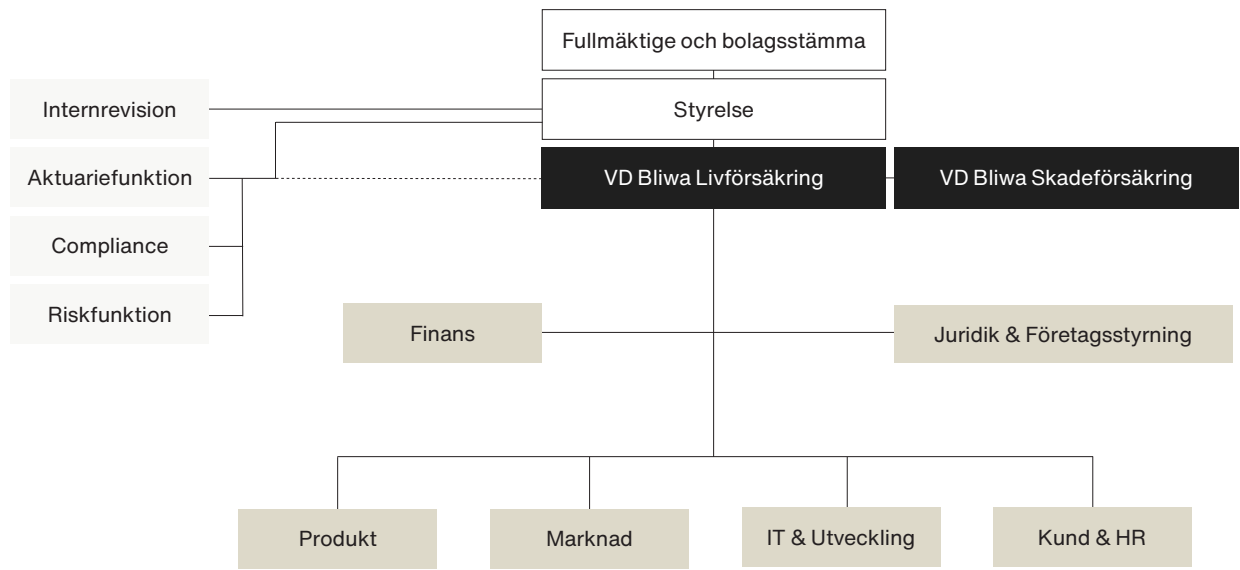 Fullmäktige och bolagsstämma
Internrevision
Styrelse
Aktuariefunktion
VD Bliwa Livförsäkring
VD Bliwa Skadeförsäkring
Compliance
Riskfunktion
Finans
Juridik & Företagsstyrning
Produkt
Marknad
IT & Utveckling
Kund & HR